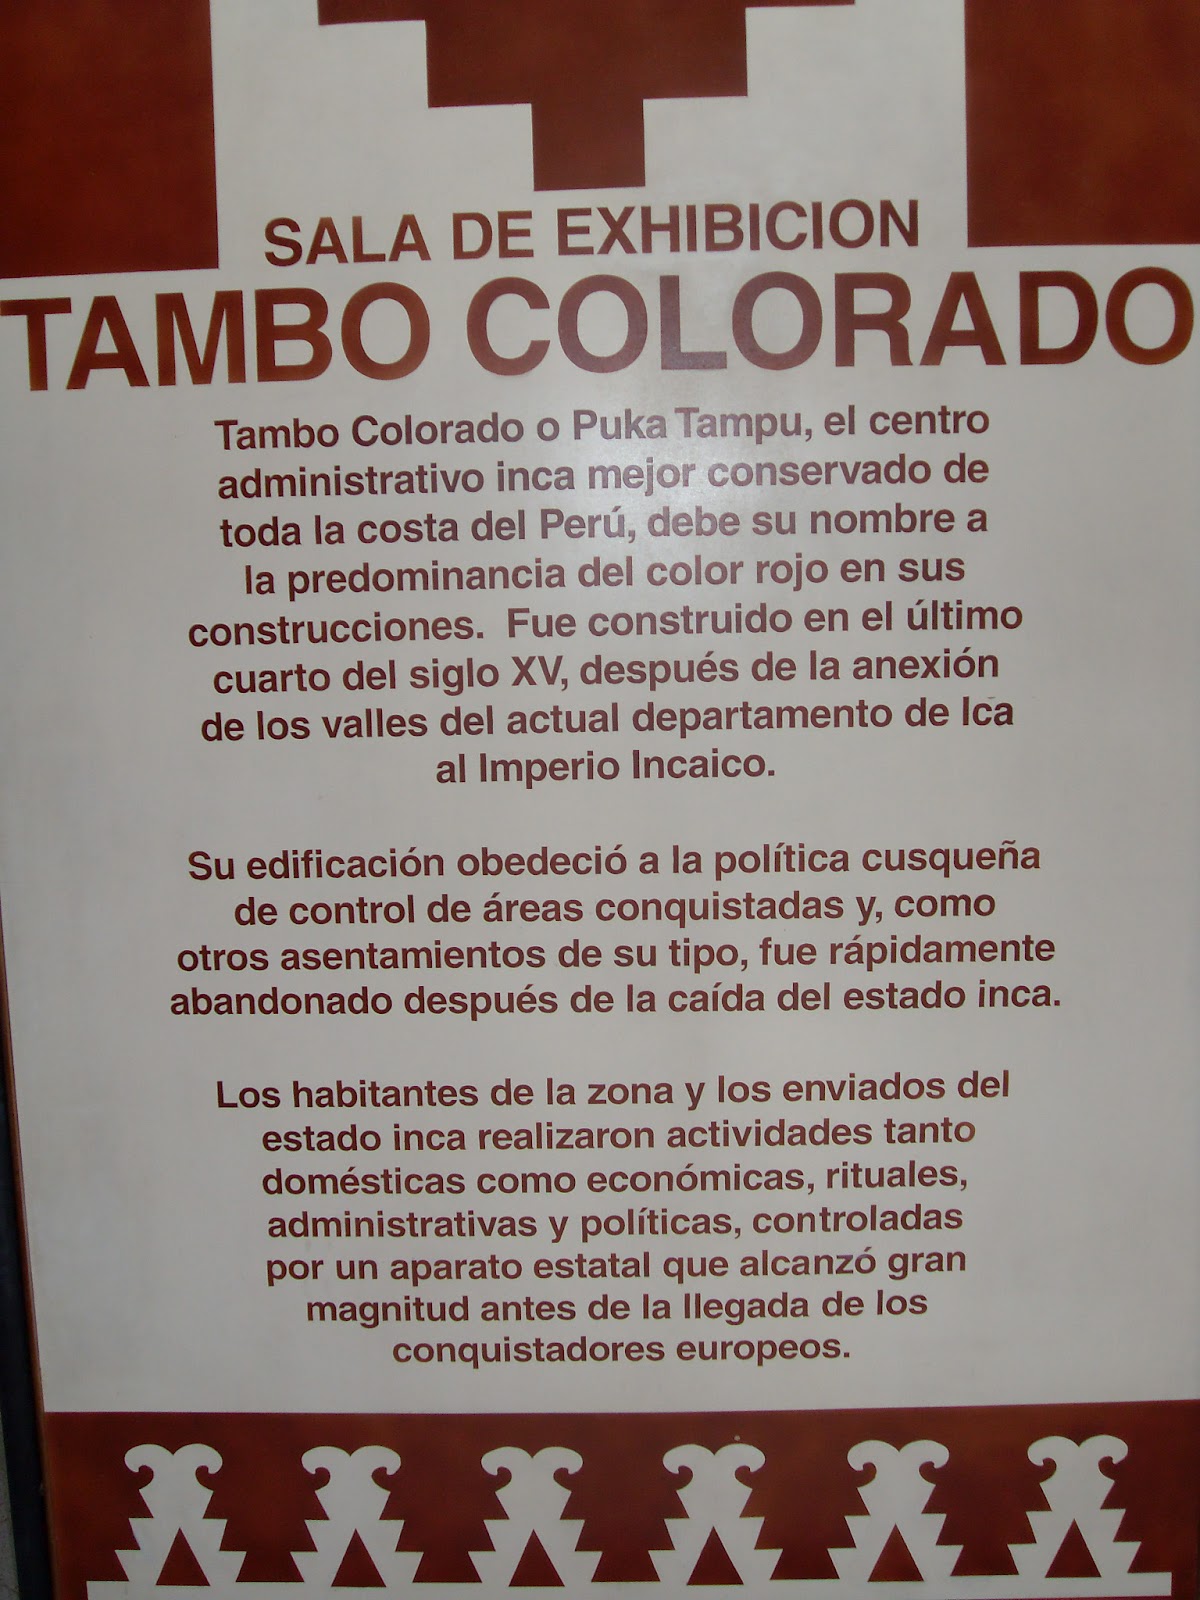 SALA DE EXHIBICION
TAMBO COLORADO
Tambo Colorado o Puka Tampu, el centro
administrativo inca mejor conservado de
toda la costa del Perú, debe su nombre a
la predominancia del color rojo en sus
construcciones. Fue construido en el último
cuarto del siglo XV, después de la anexión
de los valles del actual departamento de Ica
al Imperio Incaico.
Su edificación obedeció a la política cusqueña
de control de áreas conquistadas y, como
otros asentamientos de su tipo, fue rápidamente
abandonado después de la caída del estado inca.
Los habitantes de la zona y los enviados del
estado inca realizaron actividades tanto
domésticas como económicas, rituales,
administrativas y políticas, controladas
por un aparato estatal que alcanzó gran
magnitud antes de la llegada de los
conquistadores europeos.